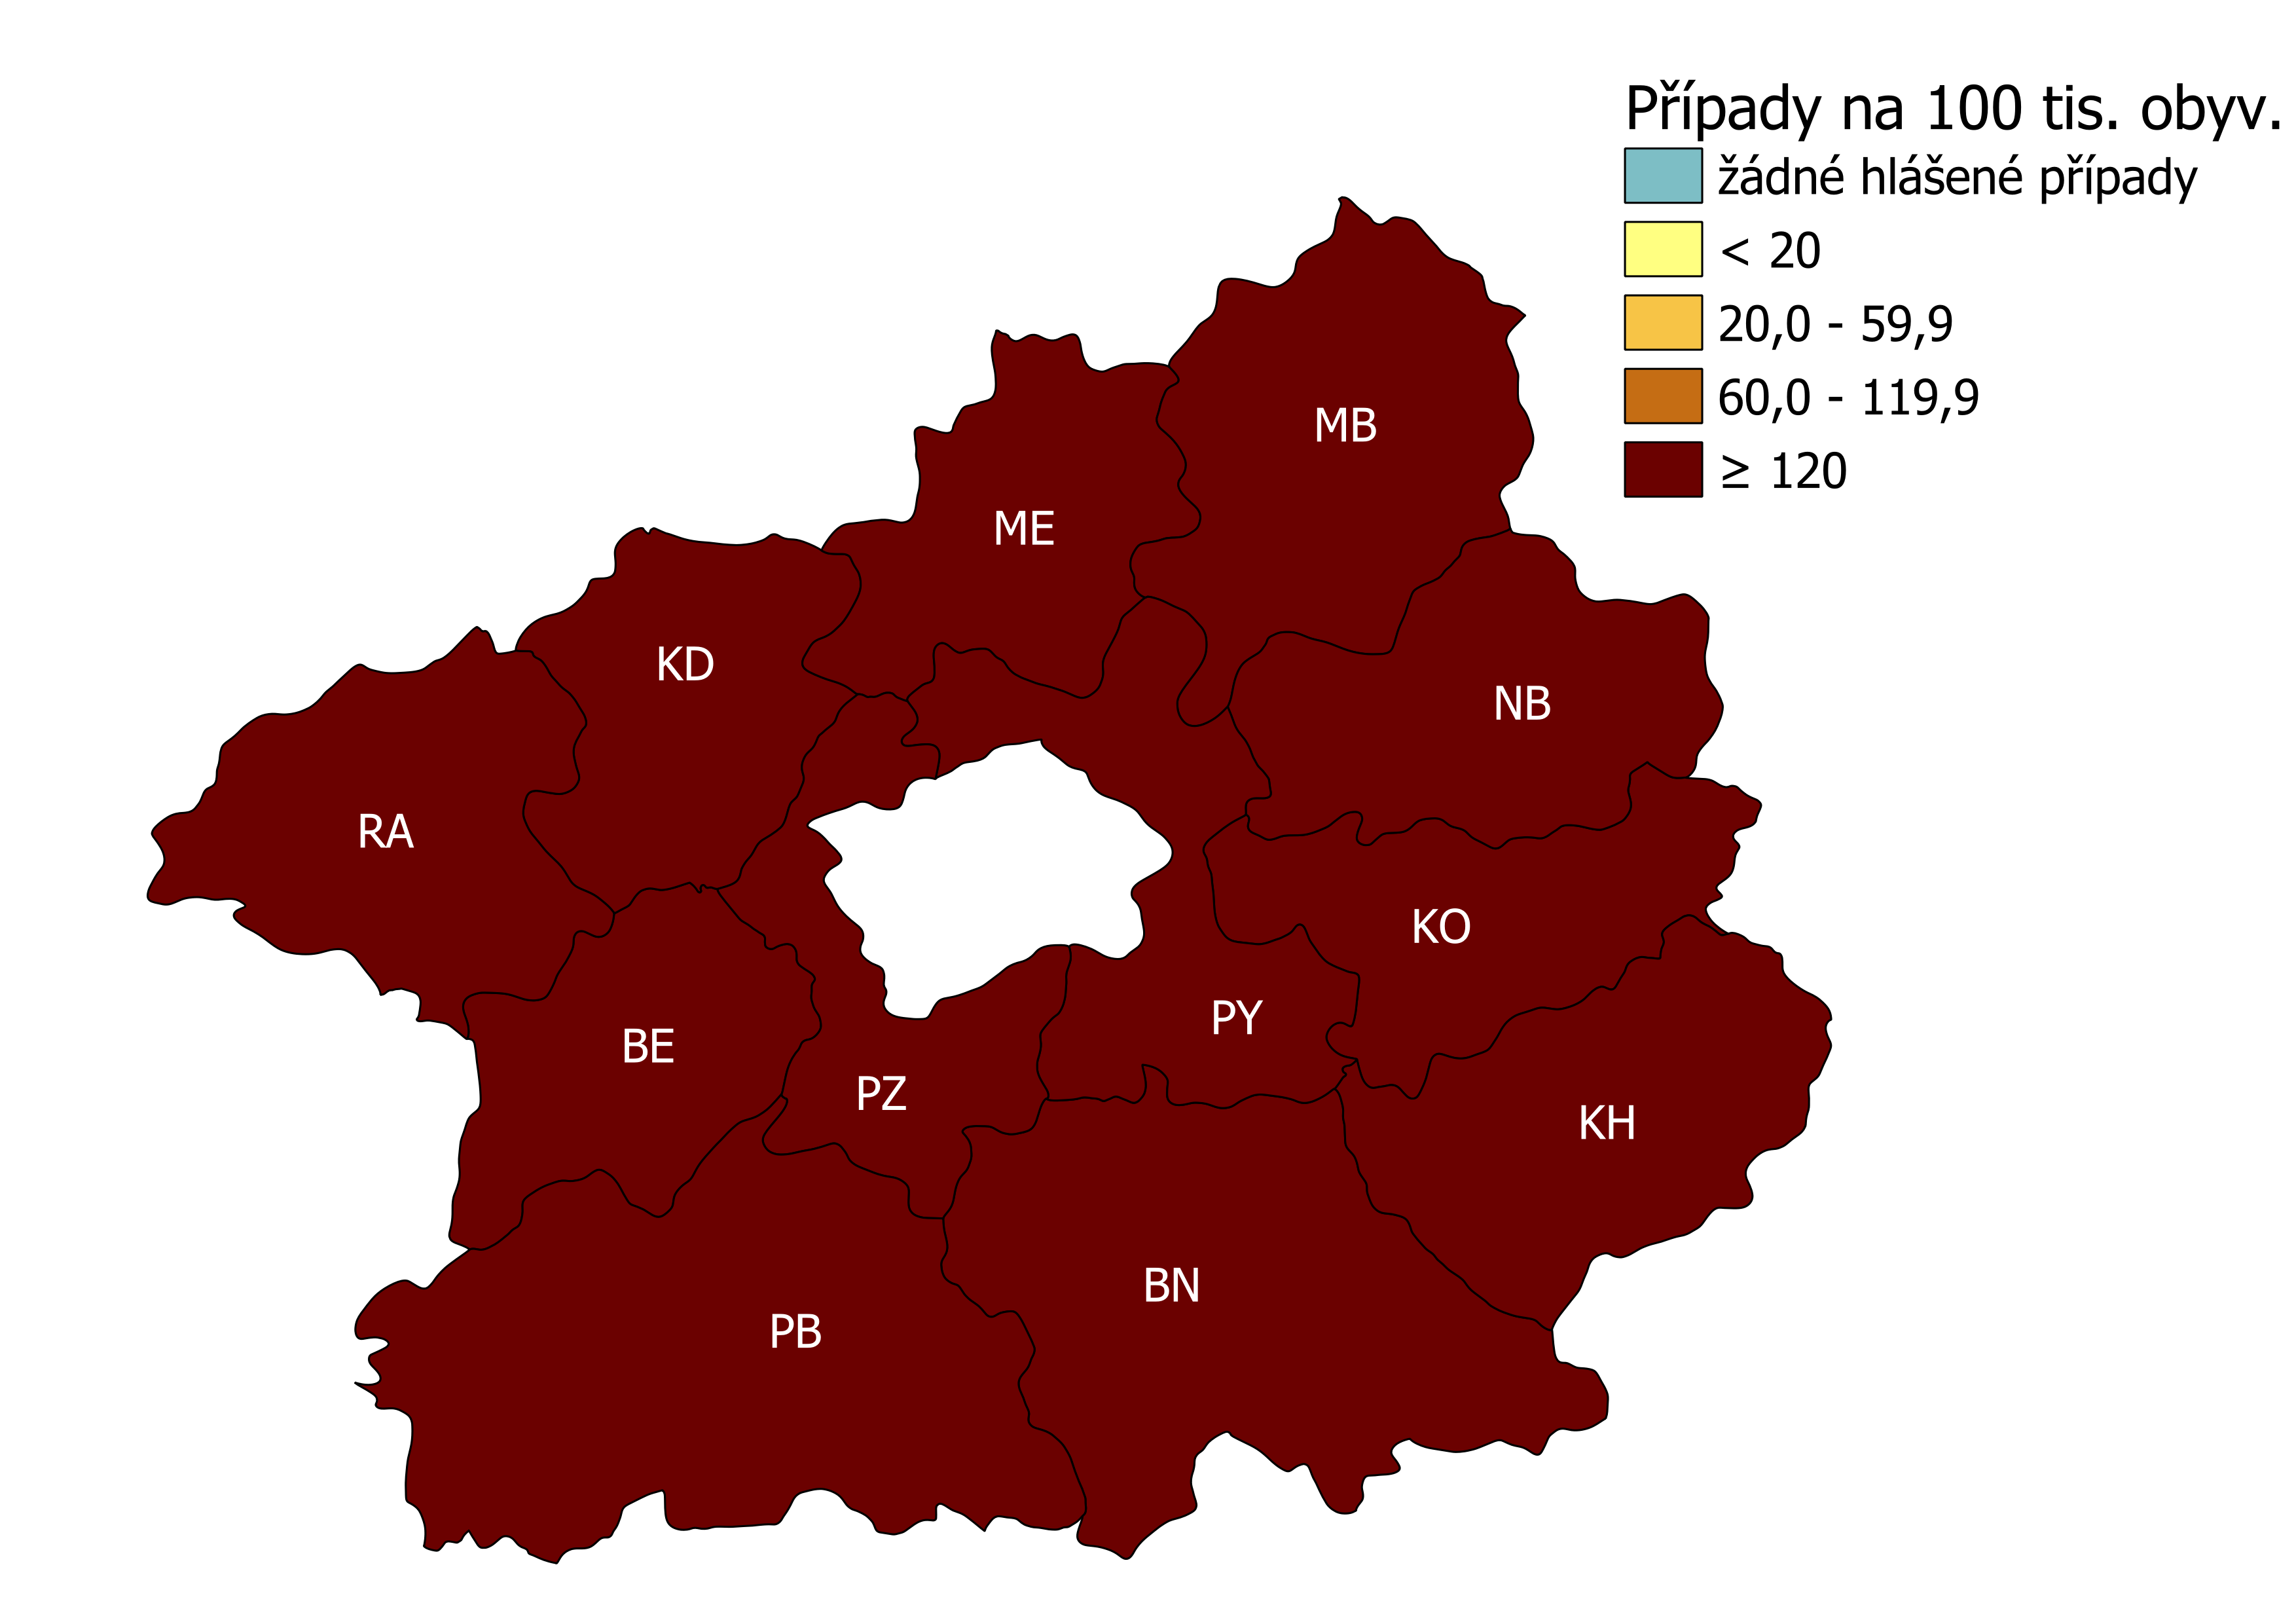 Případy na 100 tis. obyv.
žádné hlášené případy
< 20
20,0 - 59,9
60,0 - 119,9
≥ 120
MB
ME
KD
NB
RA
KO
PY
BE
PZ
KH
BN
PB